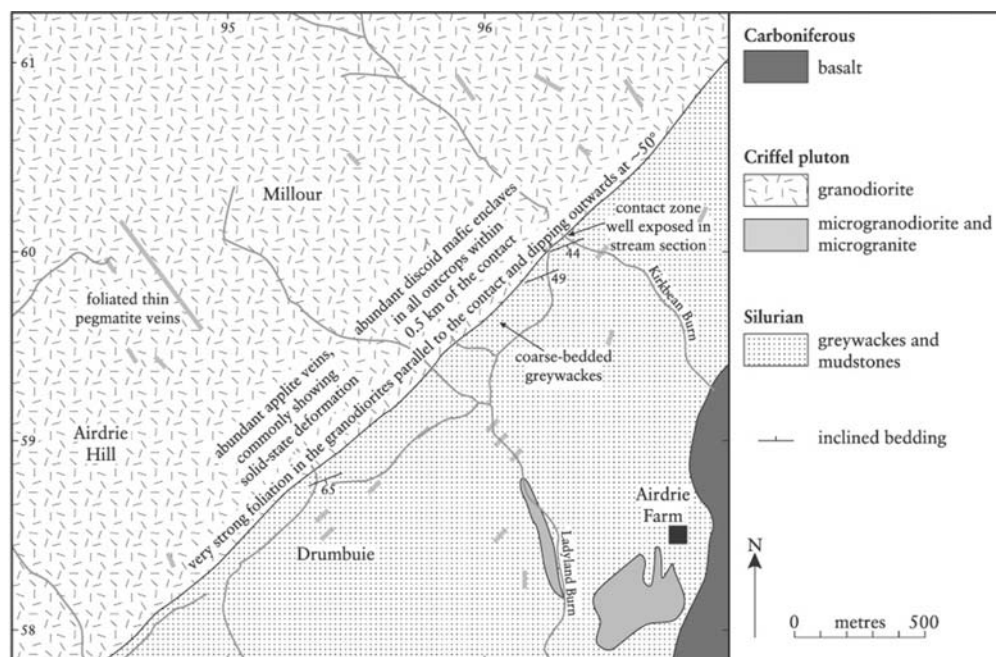 95
96
61
60
59
58
Millour
foliated thin
pegmatite veins
abundant discoid mafic enclaves
in all outcrops within
0.5 km of the contact
abundant applite veins,
commonly showing
solid-state deformation
very strong foliation in the granodiorites parallel to the contact and dipping outwards at ~50°
contact zone
well exposed in
stream section
44
49
Kirkbean Burn
coarse-bedded
greywackes
Airdrie
Hill
65
Drumbuie
Airdrie
Farm
Ladyland Burn
Carboniferous
basalt
Criffel pluton
granodiorite
microgranodiorite and
microgranite
Silurian
greywackes and
mudstones
inclined bedding
N
0 metres 500